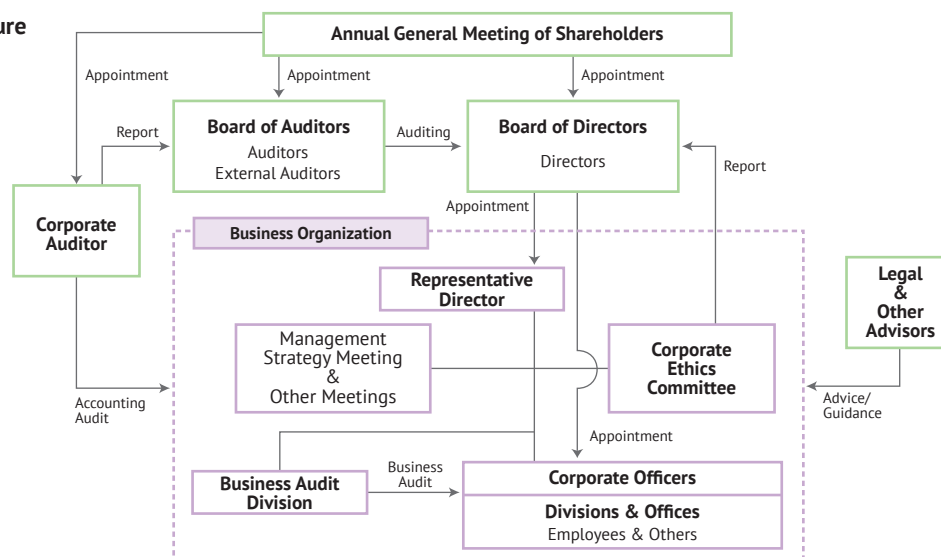 ure
Annual General Meeting of Shareholders
Appointment
Appointment
Appointment
Board of Auditors
Auditors
External Auditors
Report
Auditing
Board of Directors
Directors
Report
Corporate
Auditor
Appointment
Business Organization
Representative
Director
Legal
&
Other
Advisors
Management
Strategy Meeting
&
Other Meetings
Corporate
Ethics
Committee
Accounting
Audit
Advice/
Guidance
Appointment
Business Audit
Division
Business
Audit
Corporate Officers
Divisions & Offices
Employees & Others